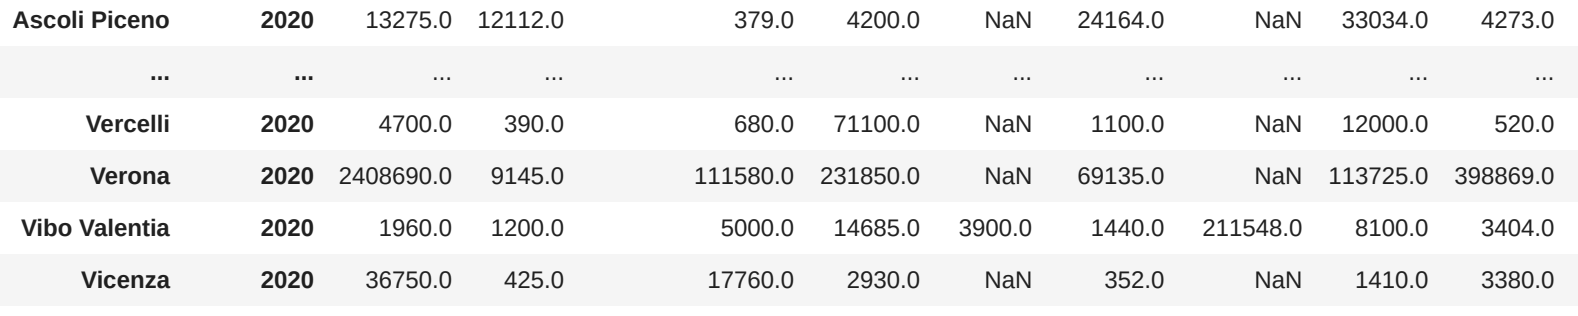 Ascoli Piceno 2020 13275.0 12112.0 379.0 4200.0 NaN 24164.0 NaN 33034.0 4273.0
... ... ... ... ... ... ... ... ... ... ...
Vercelli 2020 4700.0 390.0 680.0 71100.0 NaN 1100.0 NaN 12000.0 520.0
Verona 2020 2408690.0 9145.0 111580.0 231850.0 NaN 69135.0 NaN 113725.0 398869.0
Vibo Valentia 2020 1960.0 1200.0 5000.0 14685.0 3900.0 1440.0 211548.0 8100.0 3404.0
Vicenza 2020 36750.0 425.0 17760.0 2930.0 NaN 352.0 NaN 1410.0 3380.0